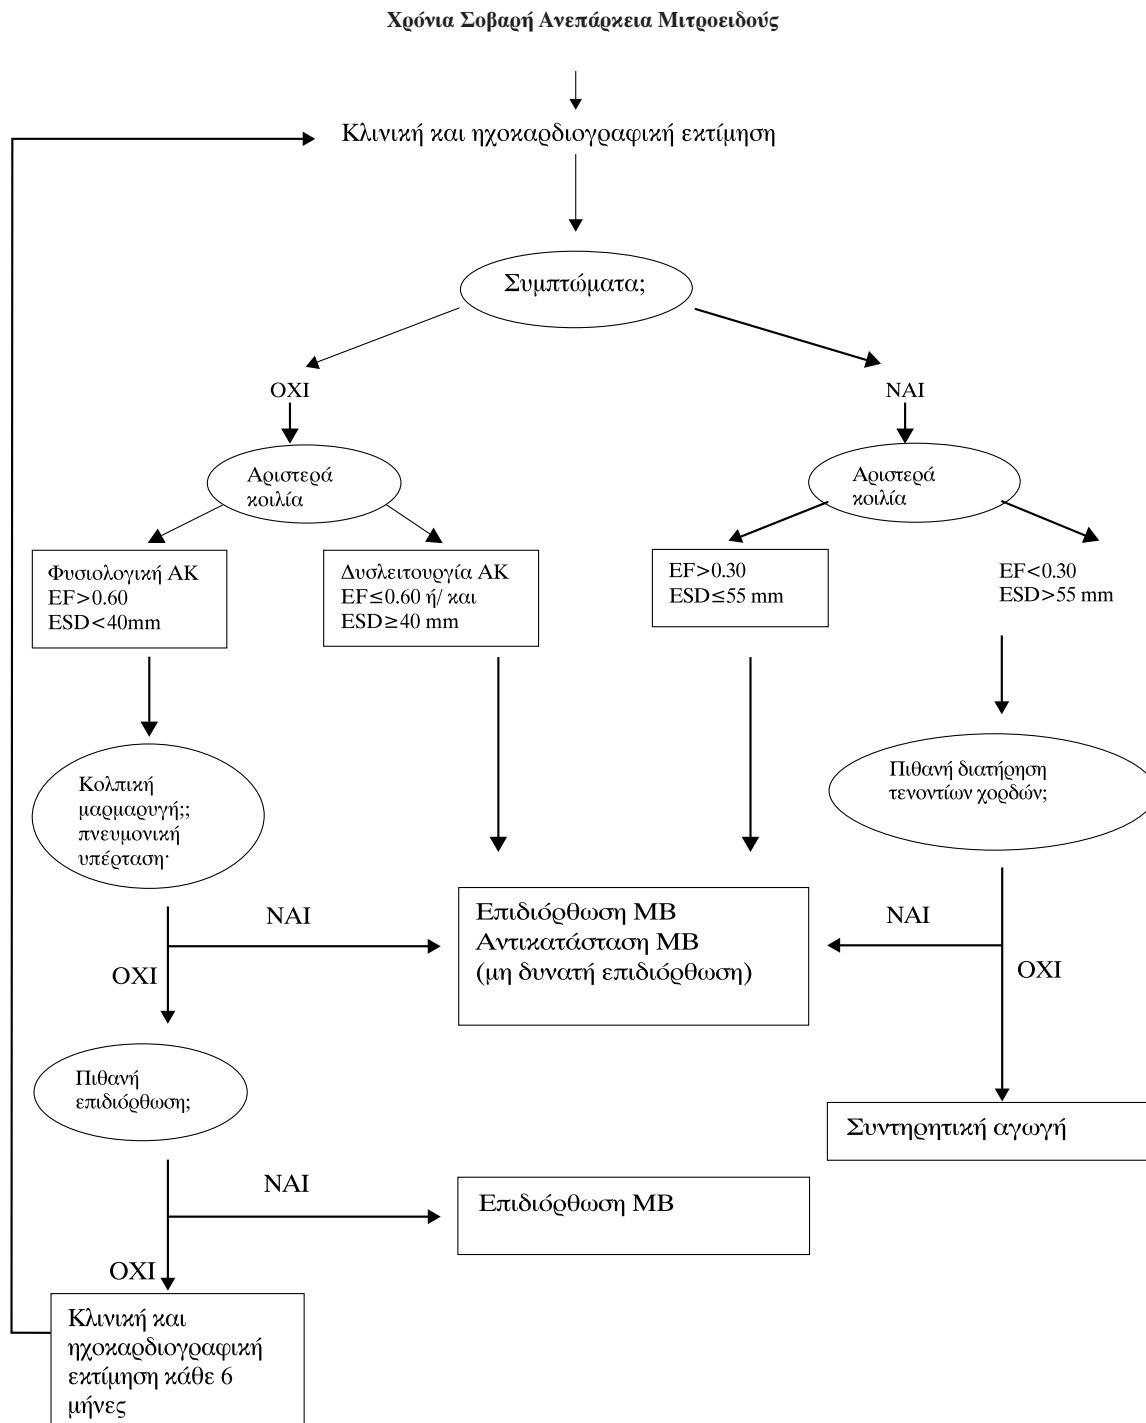 Χρόνια Σοβαρή Ανεπάρκεια Μιτροειδούς
Κλινική και ηχοκαρδιογραφική εκτίμηση
Συμπτώματα;
ΟΧΙ
ΝΑΙ
Αριστερά
κοιλία
Αριστερά
κοιλία
Φυσιολογική ΑΚ
EF>0.60
ESD<40mm
Δυσλειτουργία ΑΚ
EF≤0.60 ή/ και
ESD≥40 mm
EF>0.30
ESD≤55 mm
EF<0.30
ESD>55 mm
Κολπική
μαρμαρυγή;;
πνευμονική
υπέρταση·
Πιθανή διατήρηση
τενοντίων χορδών;
ΝΑΙ
ΟΧΙ
Επιδιόρθωση ΜΒ
Αντικατάσταση ΜΒ
(μη δυνατή επιδιόρθωση)
ΝΑΙ
ΟΧΙ
Πιθανή
επιδιόρθωση;
Συντηρητική αγωγή
ΝΑΙ
Επιδιόρθωση ΜΒ
ΟΧΙ
Κλινική και
ηχοκαρδιογραφική
εκτίμηση κάθε 6
μήνες